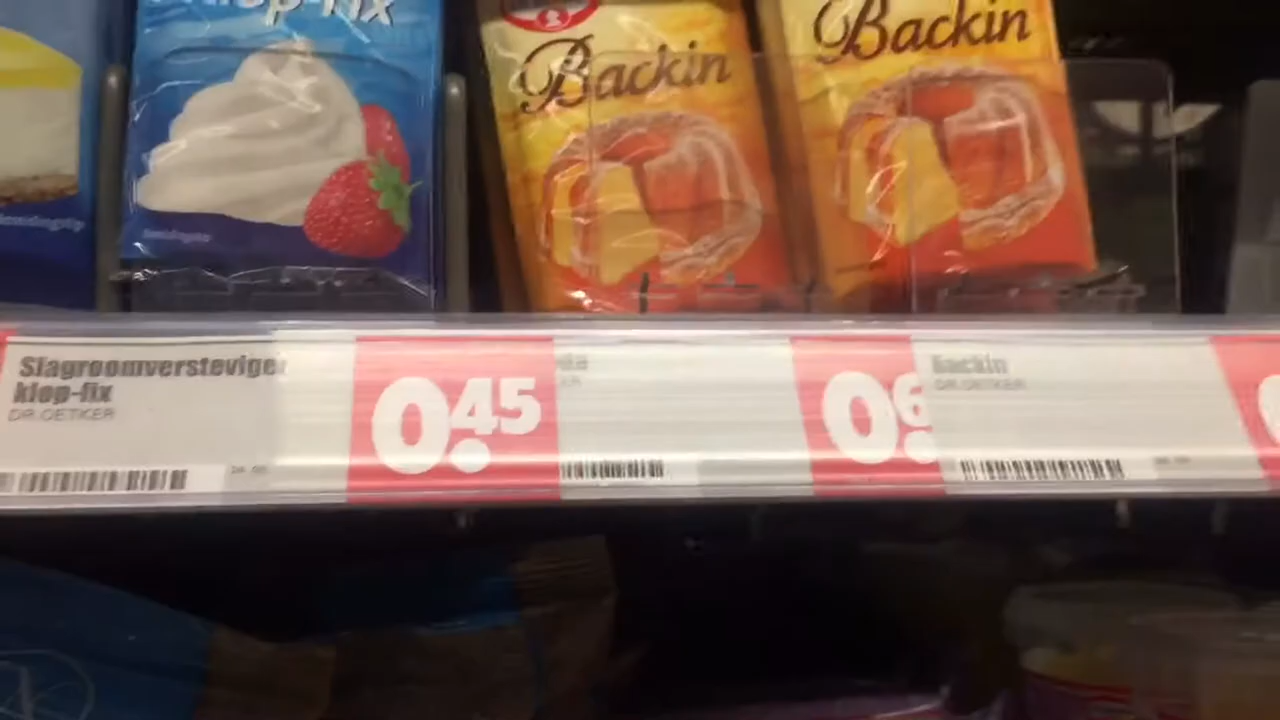 klop-fix
Backin
Backin
Slagroomversteviger
klop-fix
DR. OETKER
0.45
0.6
Backin
DR. OETKER